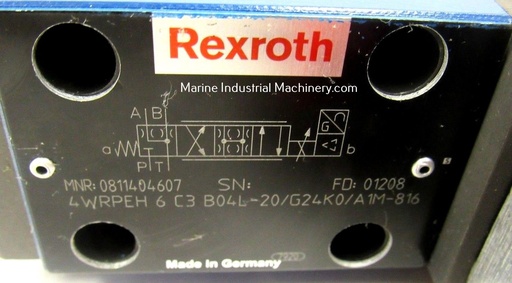 Rexroth
Marine Industrial Machinery.com
A B
G
a
b
P T
T
MNR: 0811404607 SN: FD: 01208
4WRPEH 6 C3 B04L-20/G24K0/A1M-816
Made in Germany